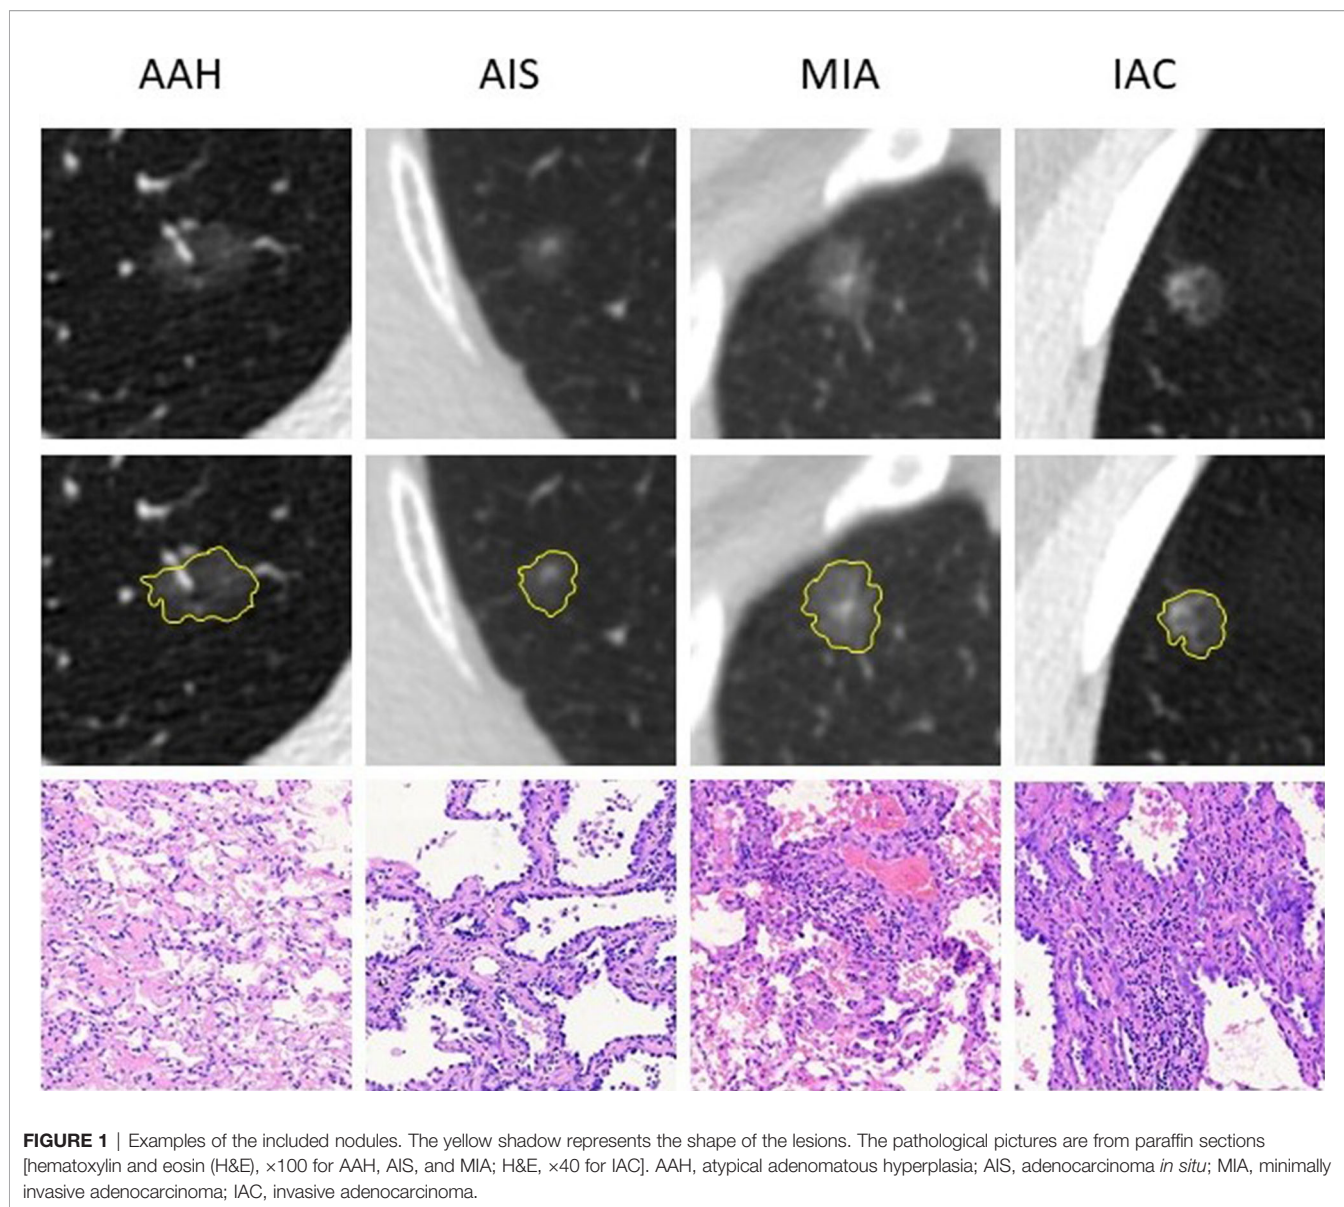 AAH AIS MIA IAC
FIGURE 1 | Examples of the included nodules. The yellow shadow represents the shape of the lesions. The pathological pictures are from paraffin sections
[hematoxylin and eosin (H&E), ×100 for AAH, AIS, and MIA; H&E, ×40 for IAC]. AAH, atypical adenomatous hyperplasia; AIS, adenocarcinoma in situ; MIA, minimally
invasive adenocarcinoma; IAC, invasive adenocarcinoma.